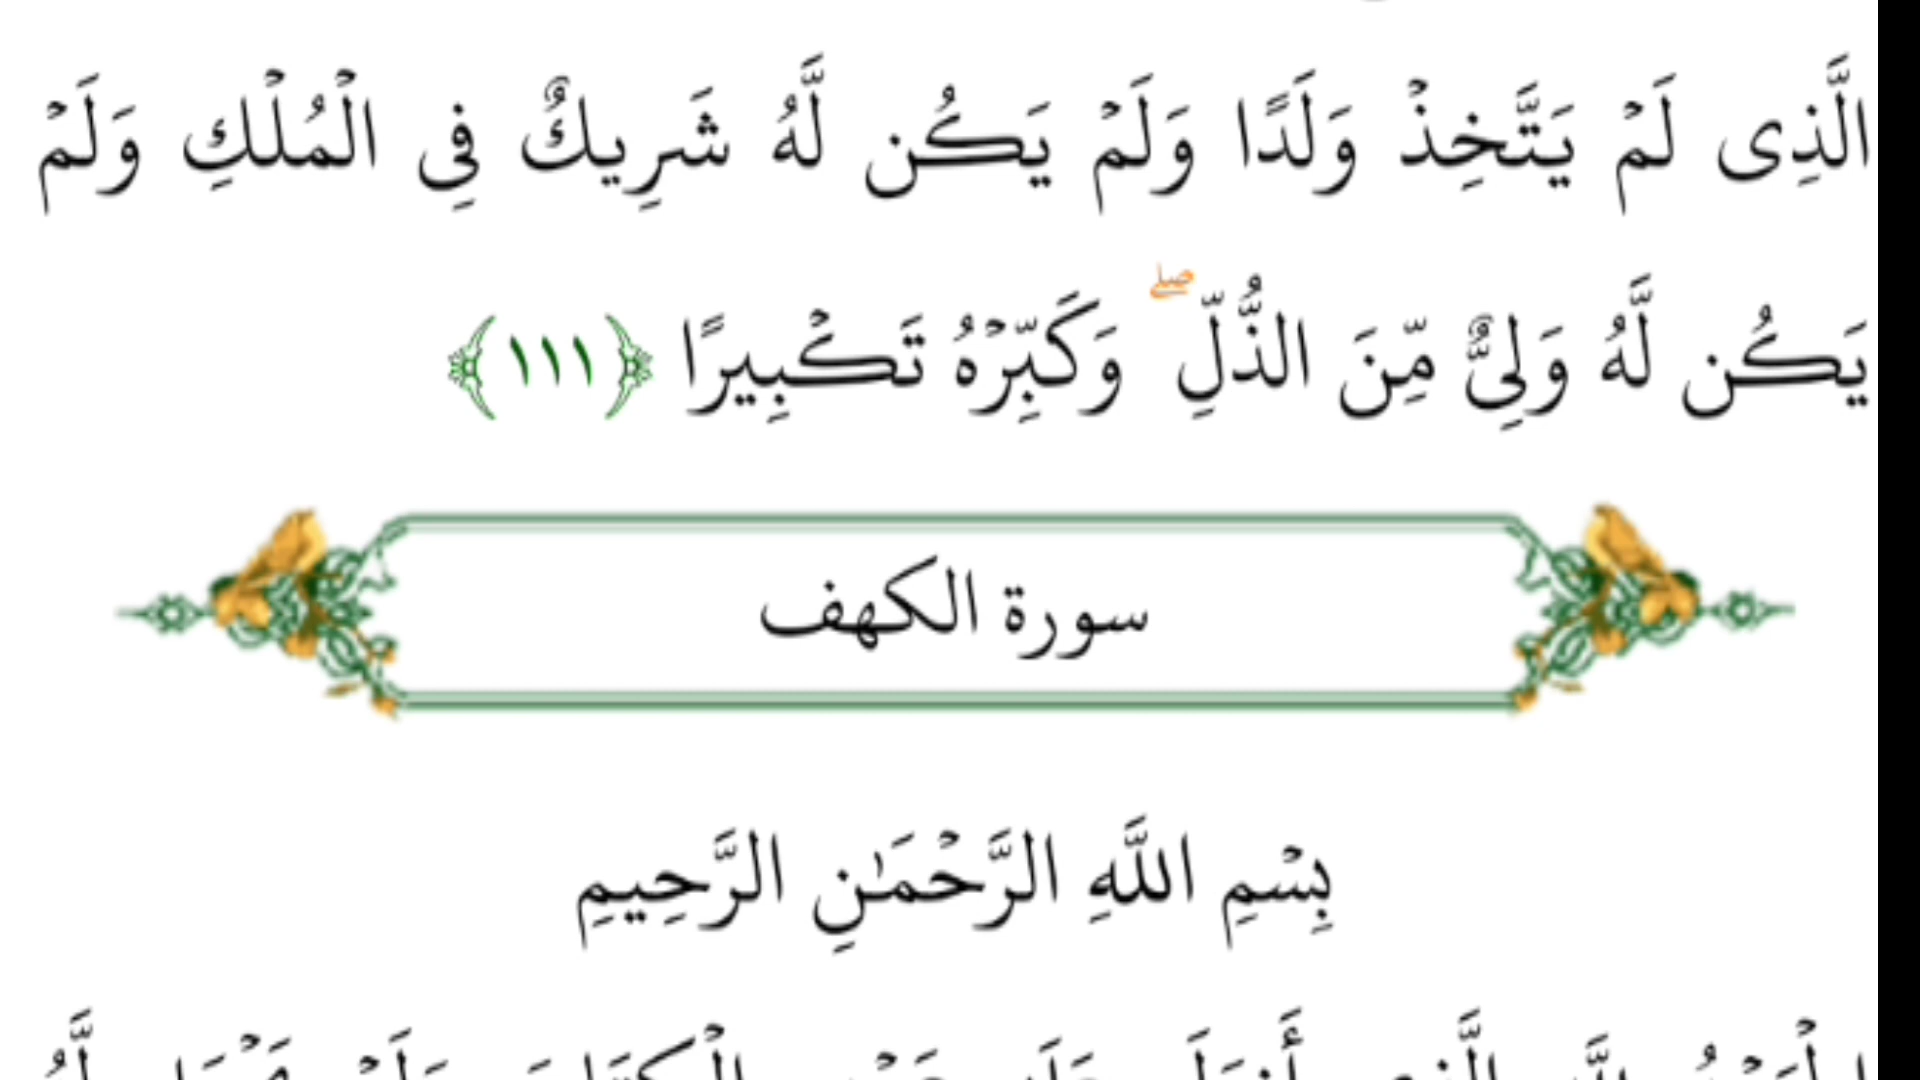 الَّذِى لَمْ يَتَّخِذْ وَلَدًا وَلَمْ يَكُن لَّهُ شَرِيكٌ فِى الْمُلْكِ وَلَمْ
يَكُن لَّهُ وَلِىٌّ مِّنَ الذُّلِّ ۖ وَكَبِّرْهُ تَكْبِيرًا ﴿١١١﴾
سورة الكهف
بِسْمِ اللَّهِ الرَّحْمَٰنِ الرَّحِيمِ